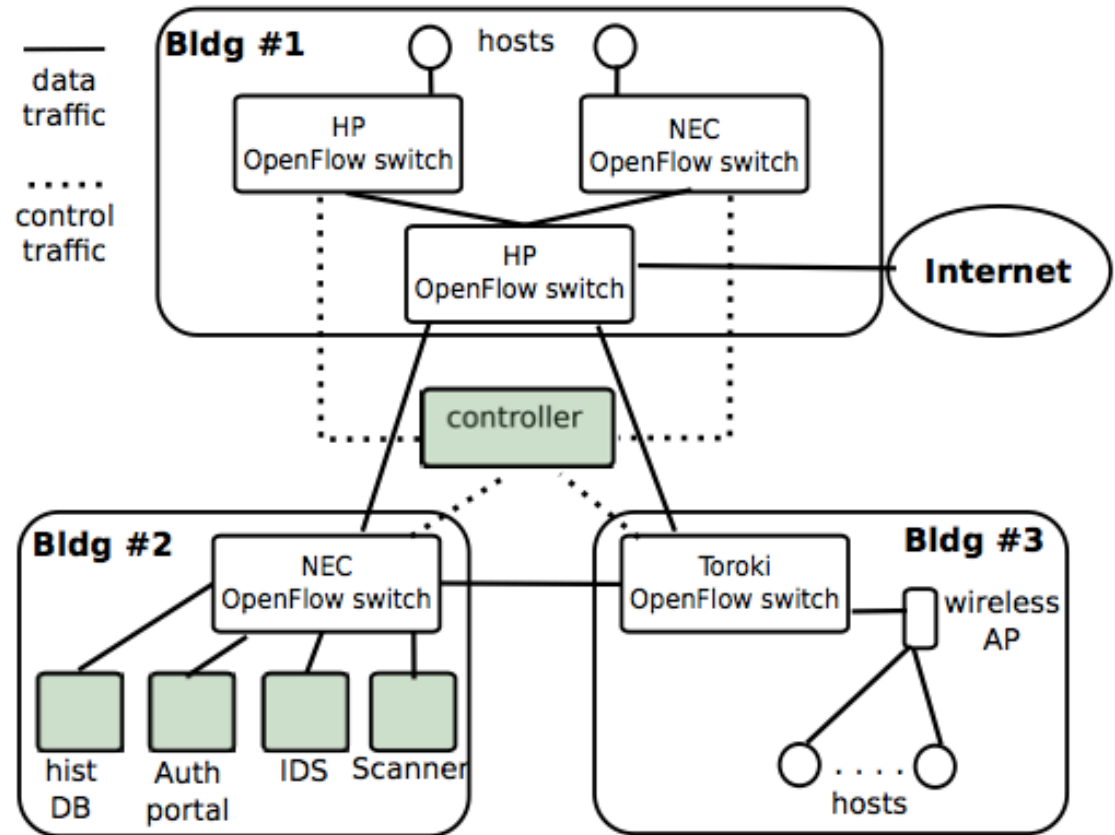 data
traffic
control
traffic
Bldg #1
hosts
HP
OpenFlow switch
NEC
OpenFlow switch
HP
OpenFlow switch
Internet
controller
Bldg #2
NEC
OpenFlow switch
hist
DB
Auth
portal
IDS
Scanner
Bldg #3
Toroki
OpenFlow switch
wireless
AP
hosts